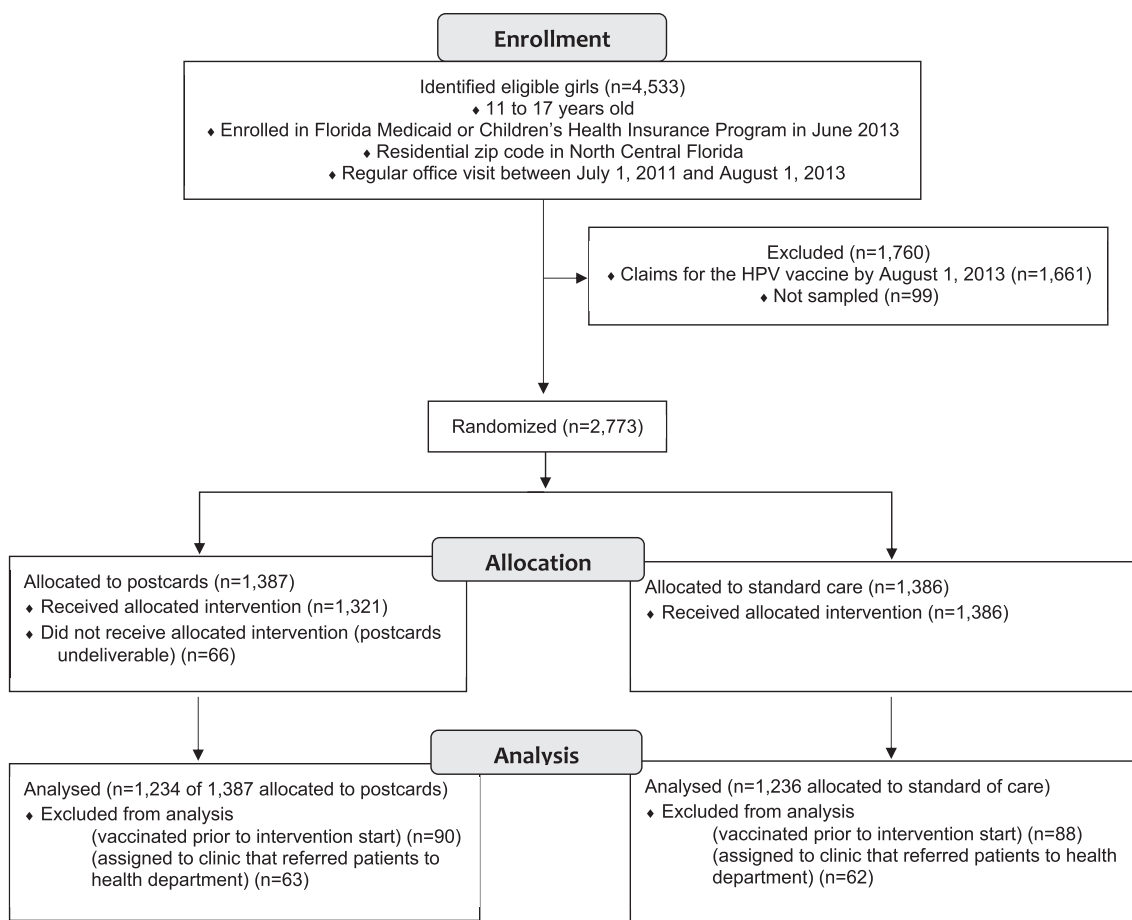 Enrollment
Identified eligible girls (n=4,533)
♦ 11 to 17 years old
♦ Enrolled in Florida Medicaid or Children's Health Insurance Program in June 2013
♦ Residential zip code in North Central Florida
♦ Regular office visit between July 1, 2011 and August 1, 2013
Excluded (n=1,760)
♦ Claims for the HPV vaccine by August 1, 2013 (n=1,661)
♦ Not sampled (n=99)
Randomized (n=2,773)
Allocation
Allocated to postcards (n=1,387)
♦ Received allocated intervention (n=1,321)
♦ Did not receive allocated intervention (postcards
undeliverable) (n=66)
Allocated to standard care (n=1,386)
♦ Received allocated intervention (n=1,386)
Analysis
Analysed (n=1,234 of 1,387 allocated to postcards)
♦ Excluded from analysis
(vaccinated prior to intervention start) (n=90)
(assigned to clinic that referred patients to
health department) (n=63)
Analysed (n=1,236 allocated to standard of care)
♦ Excluded from analysis
(vaccinated prior to intervention start) (n=88)
(assigned to clinic that referred patients to health
department) (n=62)